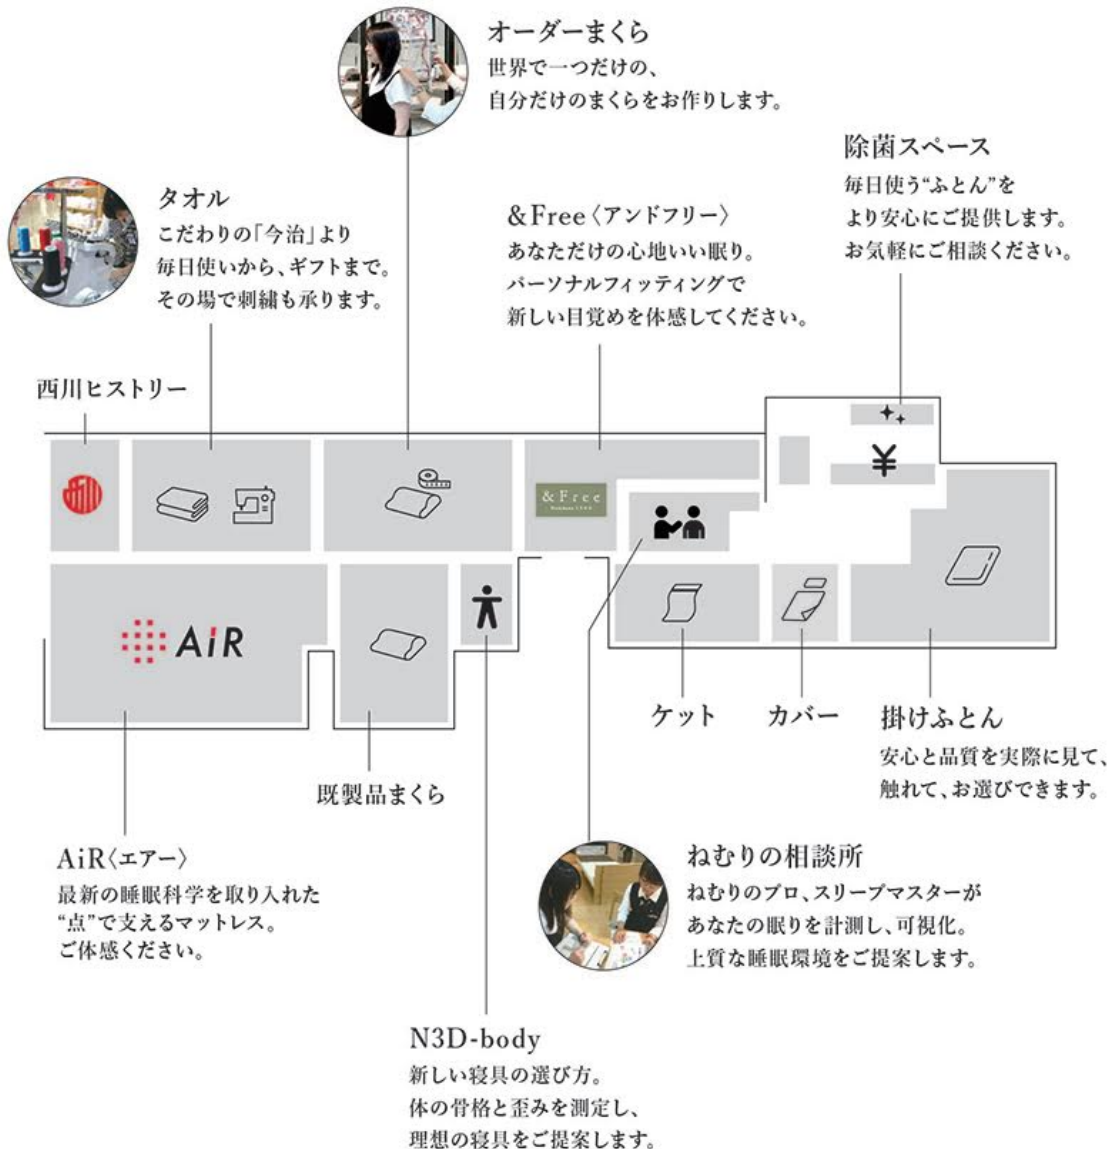 オーダーまくら
世界で一つだけの、
自分だけのまくらをお作りします。
除菌スペース
毎日使う“ふとん”を
より安心にご提供します。
お気軽にご相談ください。
タオル
こだわりの「今治」より
毎日使いから、ギフトまで。
その場で刺繍も承ります。
&Free〈アンドフリー〉
あなただけの心地いい眠り。
パーソナルフィッティングで
新しい目覚めを体感してください。
西川ヒストリー
¥
&Free
AiR
ケット
カバー
掛けふとん
安心と品質を実際に見て、
触れて、お選びできます。
既製品まくら
AiR〈エアー〉
最新の睡眠科学を取り入れた
“点”で支えるマットレス。
ご体感ください。
ねむりの相談所
ねむりのプロ、スリープマスターが
あなたの眠りを計測し、可視化。
上質な睡眠環境をご提案します。
N3D-body
新しい寝具の選び方。
体の骨格と歪みを測定し、
理想の寝具をご提案します。